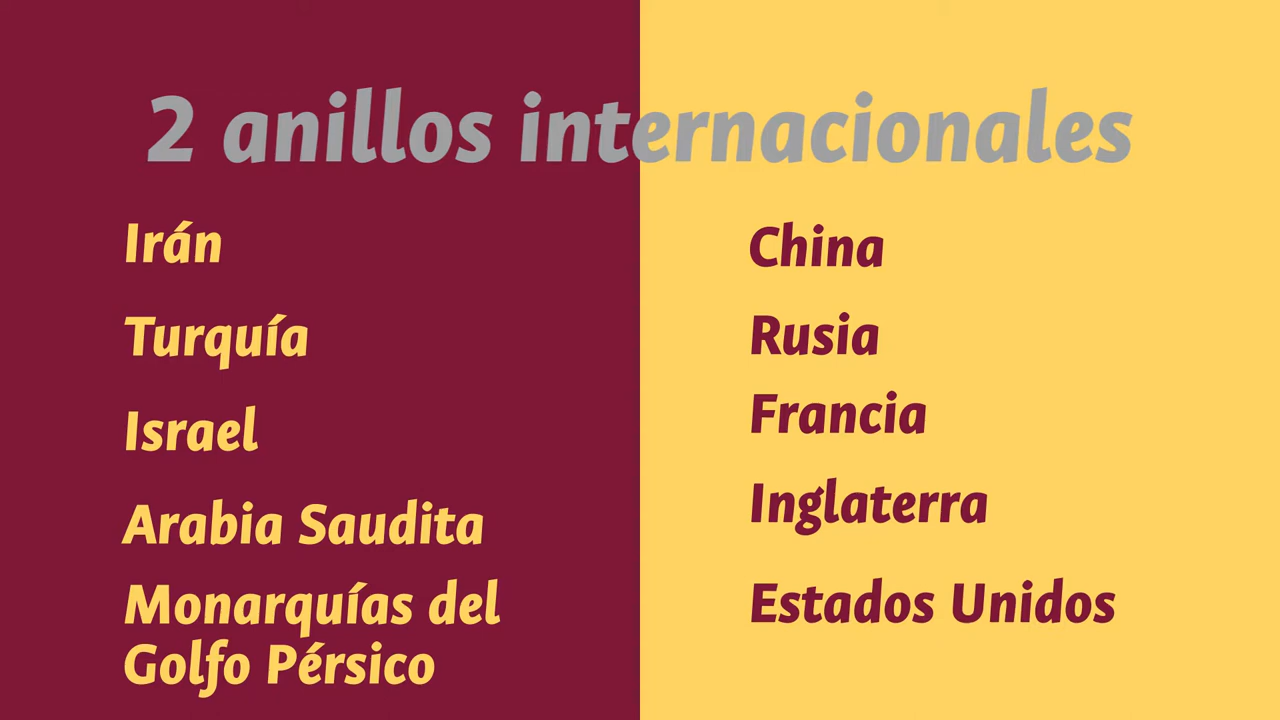 2 anillos internacionales
Irán
Turquía
Israel
Arabia Saudita
Monarquías del
Golfo Pérsico
China
Rusia
Francia
Inglaterra
Estados Unidos